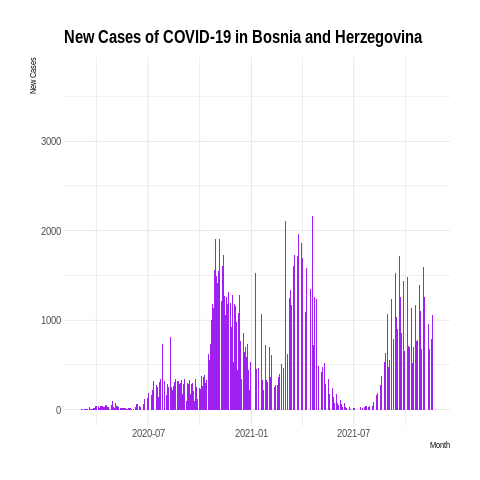 New Cases of COVID-19 in Bosnia and Herzegovina
New Cases
3000
2000
1000
0
2020-07 2021-01 2021-07
Month